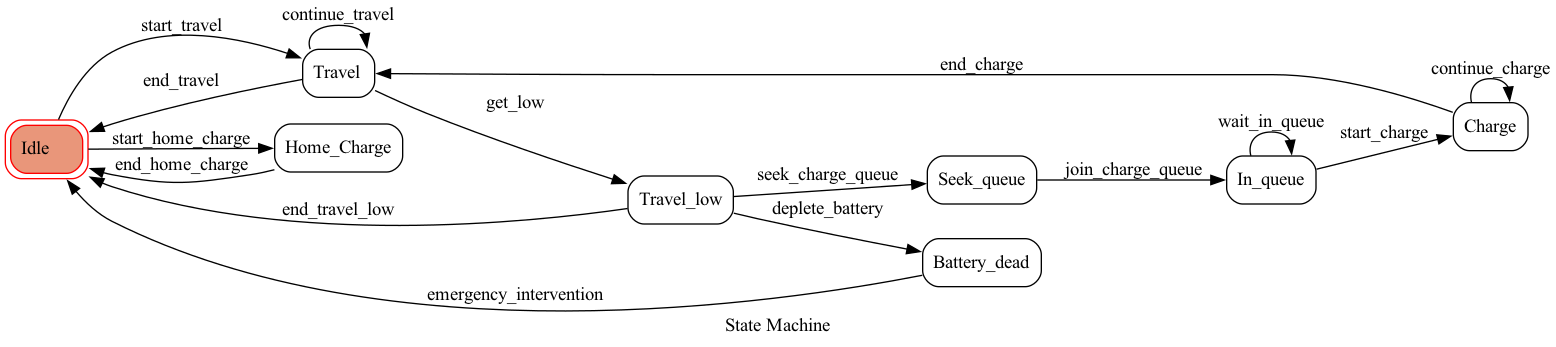 continue_travel
start_travel
Travel
end_travel
end_charge
continue_charge
Charge
get_low
wait_in_queue
start_charge
Idle
start_home_charge
Home_Charge
end_home_charge
seek_charge_queue
Seek_queue
join_charge_queue
In_queue
Travel_low
end_travel_low
deplete_battery
Battery_dead
emergency_intervention
State Machine